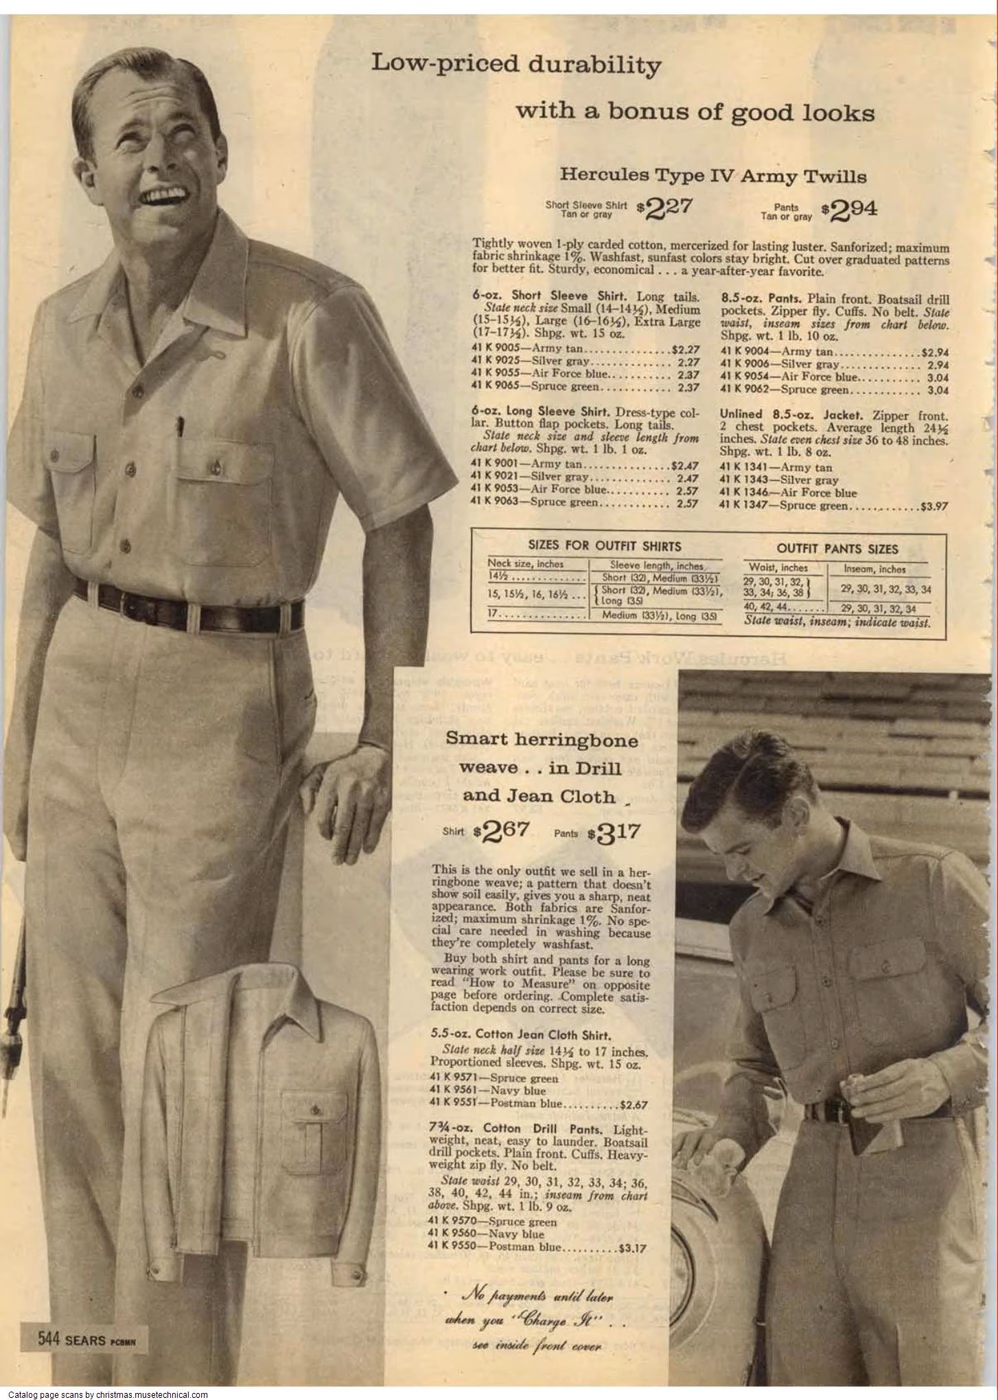 Low-priced durability
with a bonus of good looks
Hercules Type IV Army Twills
Short Sleeve Shirt $2.27
Tan or gray
Pants $2.94
Tan or gray
Tightly woven 1-ply carded cotton, mercerized for lasting luster. Sanforized; maximum
fabric shrinkage 1%. Washfast, sunfast colors stay bright. Cut over graduated patterns
for better fit. Sturdy, economical . . . a year-after-year favorite.
6-oz. Short Sleeve Shirt. Long tails.
State neck size Small (14-14½), Medium
(15-15½), Large (16-16½), Extra Large
(17-17½). Shpg. wt. 15 oz.
41 K 9005—Army tan...............$2.27
41 K 9025—Silver gray.............. 2.27
41 K 9055—Air Force blue........... 2.37
41 K 9065—Spruce green............ 2.37
6-oz. Long Sleeve Shirt. Dress-type col-
lar. Button flap pockets. Long tails.
State neck size and sleeve length from
chart below. Shpg. wt. 1 lb. 1 oz.
41 K 9001—Army tan...............$2.47
41 K 9021—Silver gray.............. 2.47
41 K 9053—Air Force blue........... 2.57
41 K 9063—Spruce green............ 2.57
8.5-oz. Pants. Plain front. Boatsail drill
pockets. Zipper fly. Cuffs. No belt. State
waist, inseam sizes from chart below.
Shpg. wt. 1 lb. 10 oz.
41 K 9004—Army tan...............$2.94
41 K 9006—Silver gray.............. 2.94
41 K 9054—Air Force blue........... 3.04
41 K 9062—Spruce green............ 3.04
Unlined 8.5-oz. Jacket. Zipper front.
2 chest pockets. Average length 24½
inches. State even chest size 36 to 48 inches.
Shpg. wt. 1 lb. 8 oz.
41 K 1341—Army tan
41 K 1343—Silver gray
41 K 1346—Air Force blue
41 K 1347—Spruce green............$3.97
SIZES FOR OUTFIT SHIRTS
Neck size, inches Sleeve length, inches
14½.............. Short (32), Medium (33½)
15, 15½, 16, 16½ ... { Short (32), Medium (33½),
Long (35)
17............... Medium (33½), Long (35)
OUTFIT PANTS SIZES
Waist, inches Inseam, inches
29, 30, 31, 32, }
33, 34; 36, 38 } 29, 30, 31, 32, 33, 34
40, 42, 44....... 29, 30, 31, 32, 34
State waist, inseam; indicate waist.
Smart herringbone
weave . . in Drill
and Jean Cloth
Shirt $2.67 Pants $3.17
This is the only outfit we sell in a her-
ringbone weave; a pattern that doesn't
show soil easily, gives you a sharp, neat
appearance. Both fabrics are Sanfor-
ized; maximum shrinkage 1%. No spe-
cial care needed in washing because
they're completely washfast.
Buy both shirt and pants for a long
wearing work outfit. Please be sure to
read "How to Measure" on opposite
page before ordering. Complete satis-
faction depends on correct size.
5.5-oz. Cotton Jean Cloth Shirt.
State neck half size 14½ to 17 inches.
Proportioned sleeves. Shpg. wt. 15 oz.
41 K 9571—Spruce green
41 K 9561—Navy blue
41 K 9551—Postman blue..........$2.67
7¾-oz. Cotton Drill Pants. Light-
weight, neat, easy to launder. Boatsail
drill pockets. Plain front. Cuffs. Heavy-
weight zip fly. No belt.
State waist 29, 30, 31, 32, 33, 34; 36,
38, 40, 42, 44 in.; inseam from chart
above. Shpg. wt. 1 lb. 9 oz.
41 K 9570—Spruce green
41 K 9560—Navy blue
41 K 9550—Postman blue..........$3.17
No payments until later
when you "Charge It" . .
see inside front cover
544 SEARS PCBMN
Catalog page scans by christmas.musetechnical.com